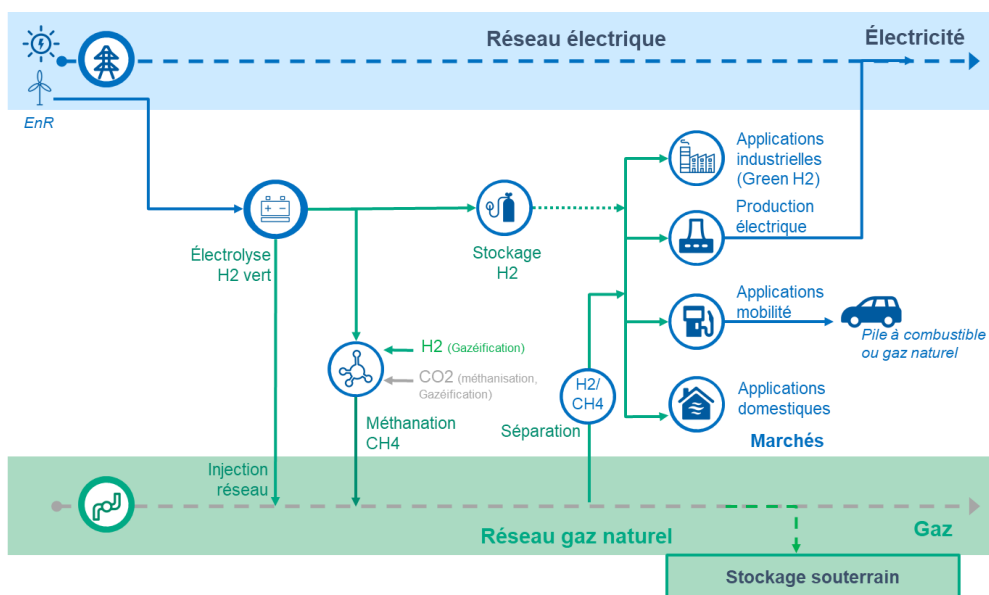 Réseau électrique
Électricité
EnR
Applications
industrielles
(Green H2)
Production
électrique
Électrolyse
H2 vert
Stockage
H2
Applications
mobilité
Pile à combustible
ou gaz naturel
H2 (Gazéification)
CO2 (méthanisation,
Gazéification)
H2/
CH4
Applications
domestiques
Méthanation
CH4
Séparation
Marchés
Injection
réseau
Réseau gaz naturel
Gaz
Stockage souterrain